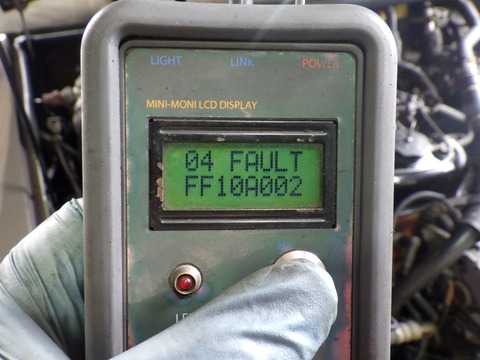 LIGHT LINK POWER
MINI-MONI LCD DISPLAY
04 FAULT
FF10A002